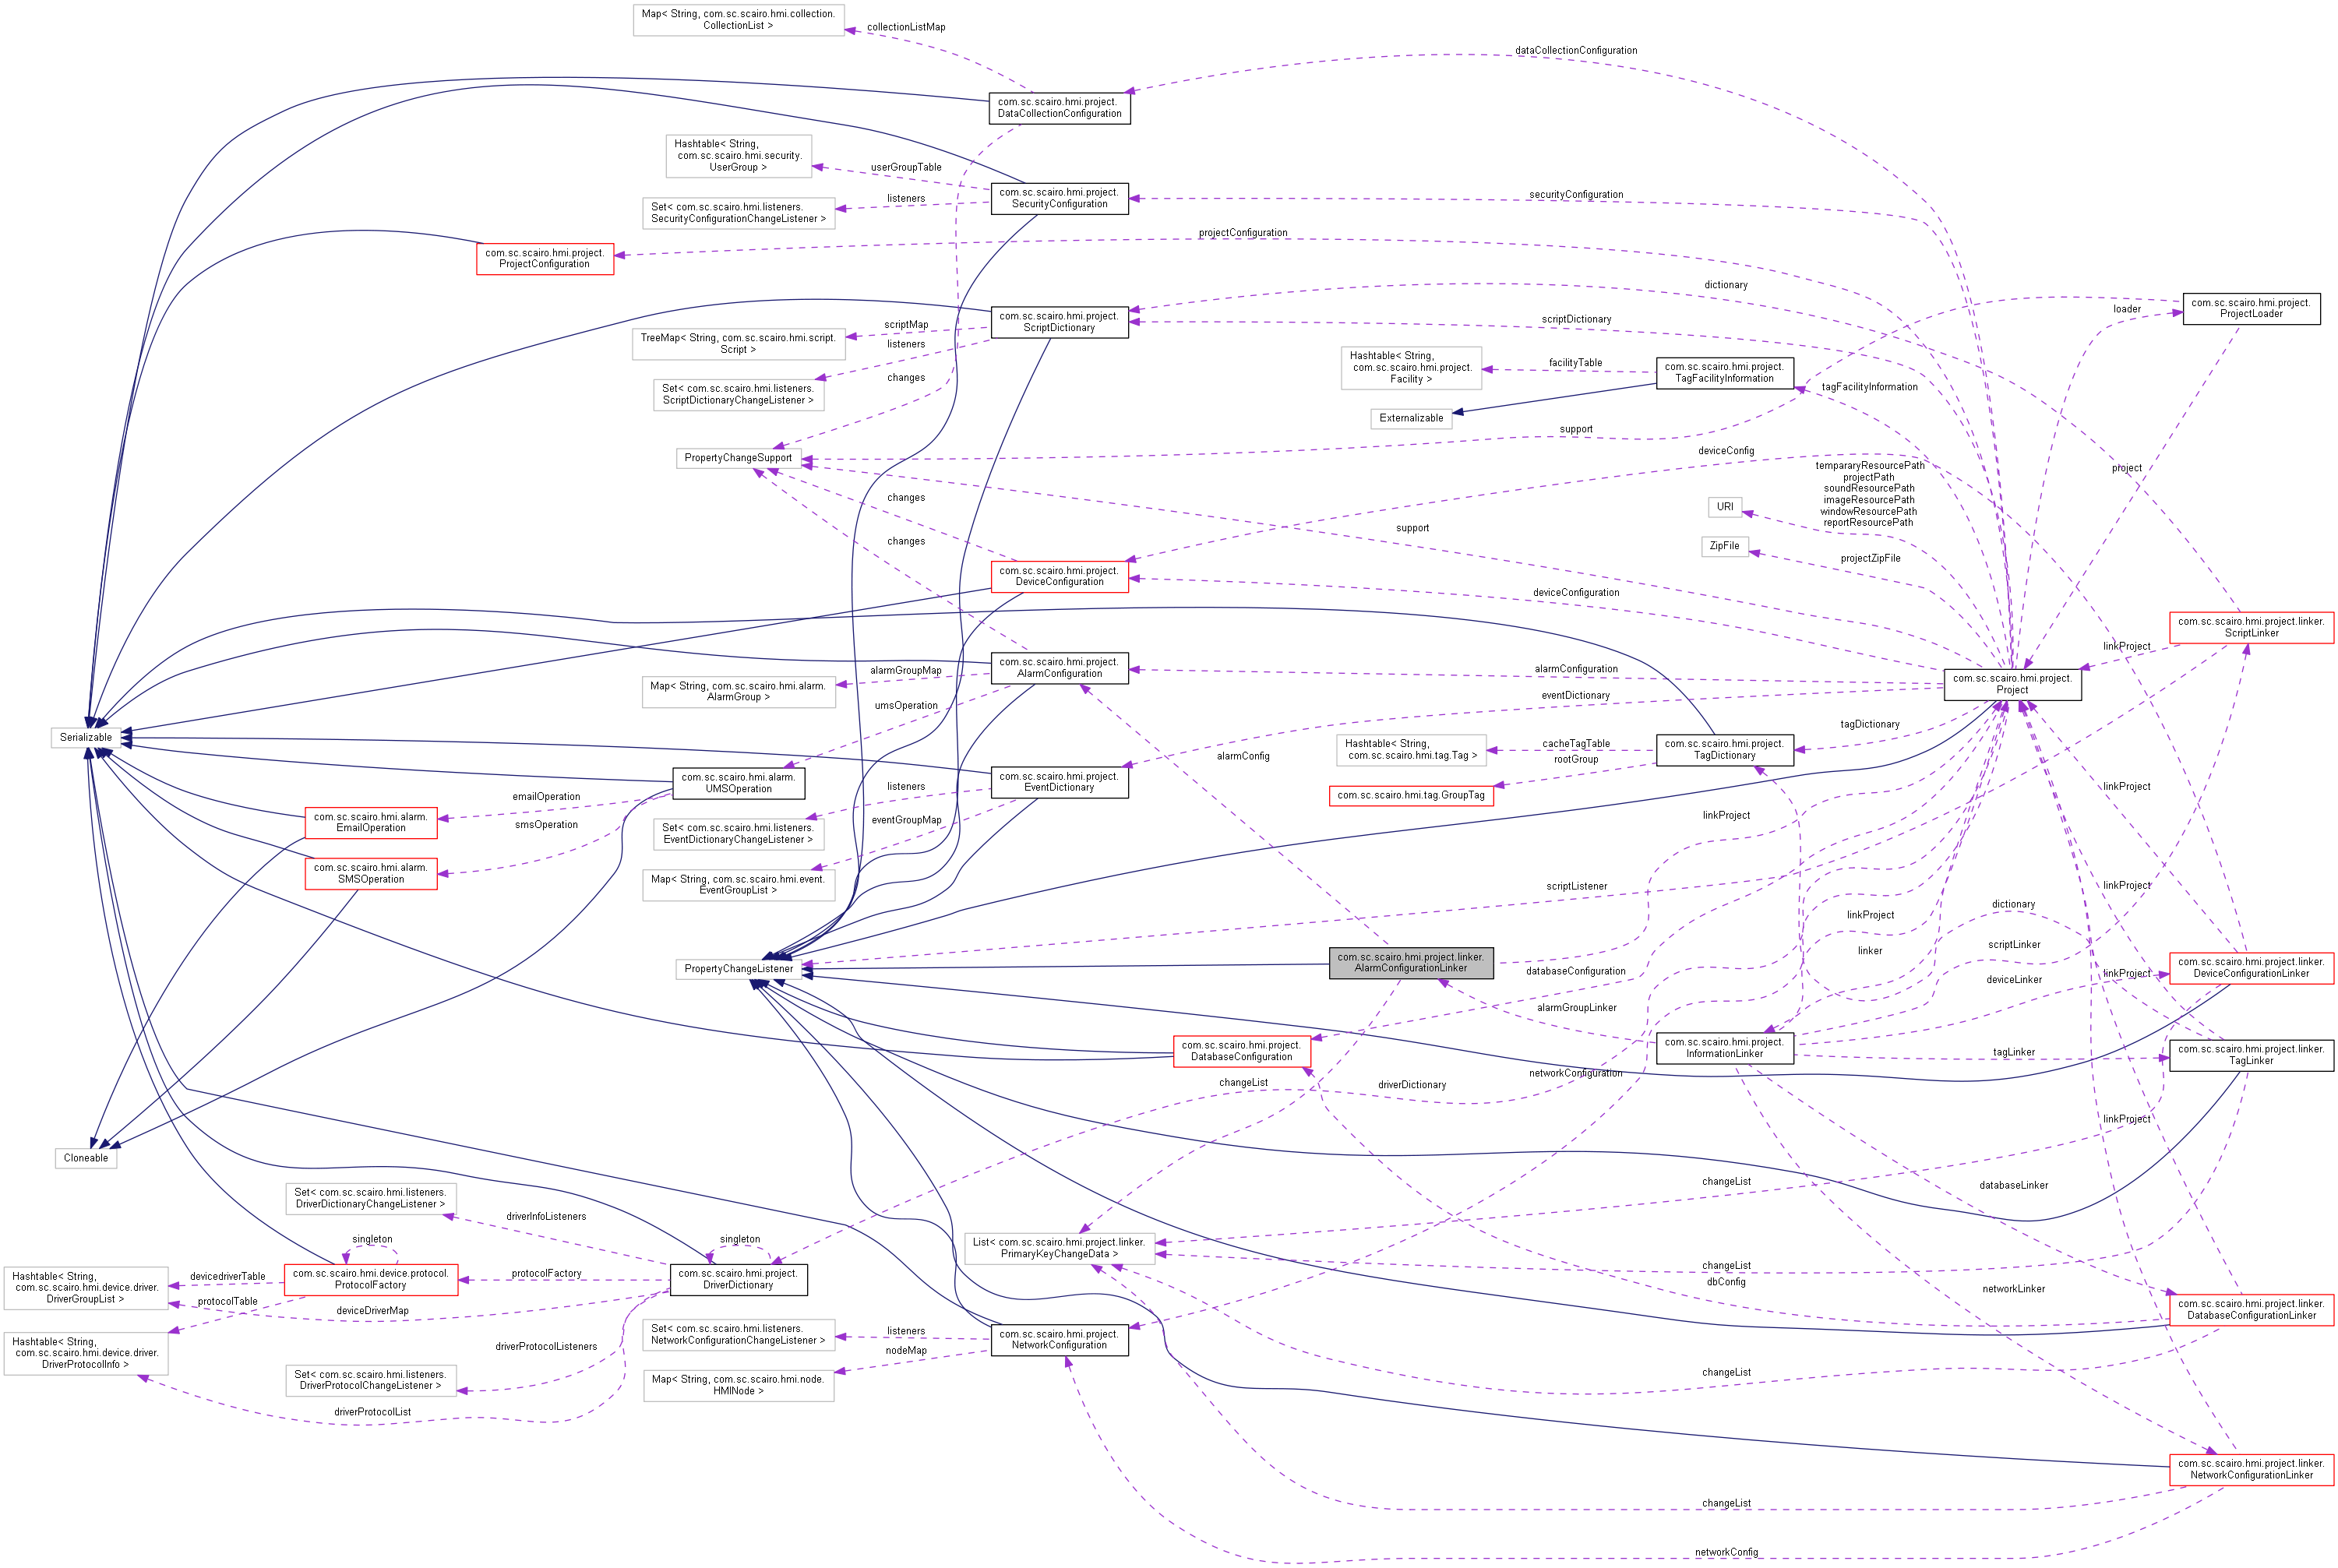 Map< String, com.sc.scairo.hmi.collection.
CollectionList >
collectionListMap
dataCollectionConfiguration
com.sc.scairo.hmi.project.
DataCollectionConfiguration
Hashtable< String,
com.sc.scairo.hmi.security.
UserGroup >
userGroupTable
com.sc.scairo.hmi.project.
SecurityConfiguration
securityConfiguration
Set< com.sc.scairo.hmi.listeners.
SecurityConfigurationChangeListener >
listeners
com.sc.scairo.hmi.project.
ProjectConfiguration
projectConfiguration
dictionary
com.sc.scairo.hmi.project.
ProjectLoader
loader
com.sc.scairo.hmi.project.
ScriptDictionary
scriptDictionary
TreeMap< String, com.sc.scairo.hmi.script.
Script >
scriptMap
listeners
Hashtable< String,
com.sc.scairo.hmi.project.
Facility >
facilityTable
com.sc.scairo.hmi.project.
TagFacilityInformation
tagFacilityInformation
Set< com.sc.scairo.hmi.listeners.
ScriptDictionaryChangeListener >
changes
Externalizable
support
PropertyChangeSupport
deviceConfig
project
temparyResourcePath
projectPath
soundResourcePath
imageResourcePath
windowResourcePath
reportResourcePath
URI
changes
support
changes
ZipFile
projectZipFile
com.sc.scairo.hmi.project.
DeviceConfiguration
deviceConfiguration
com.sc.scairo.hmi.project.linker.
ScriptLinker
linkProject
com.sc.scairo.hmi.project.
AlarmConfiguration
alarmConfiguration
alarmGroupMap
Map< String, com.sc.scairo.hmi.alarm.
AlarmGroup >
com.sc.scairo.hmi.project.
Project
eventDictionary
umsOperation
tagDictionary
Serializable
alarmConfig
Hashtable< String,
com.sc.scairo.hmi.tag.Tag >
cacheTagTable
rootGroup
com.sc.scairo.hmi.project.
TagDictionary
com.sc.scairo.hmi.alarm.
UMSOperation
com.sc.scairo.hmi.project.
EventDictionary
listeners
com.sc.scairo.hmi.tag.GroupTag
linkProject
emailOperation
com.sc.scairo.hmi.alarm.
EmailOperation
smsOperation
linkProject
eventGroupMap
Set< com.sc.scairo.hmi.listeners.
EventDictionaryChangeListener >
com.sc.scairo.hmi.alarm.
SMSOperation
Map< String, com.sc.scairo.hmi.event.
EventGroupList >
scriptListener
linkProject
dictionary
linkProject
scriptLinker
linker
com.sc.scairo.hmi.project.linker.
AlarmConfigurationLinker
PropertyChangeListener
databaseConfiguration
deviceLinker
linkProject
com.sc.scairo.hmi.project.linker.
DeviceConfigurationLinker
alarmGroupLinker
com.sc.scairo.hmi.project.
DatabaseConfiguration
com.sc.scairo.hmi.project.
InformationLinker
tagLinker
com.sc.scairo.hmi.project.linker.
TagLinker
changeList
driverDictionary
networkConfiguration
linkProject
Cloneable
Set< com.sc.scairo.hmi.listeners.
DriverDictionaryChangeListener >
driverInfoListeners
changeList
databaseLinker
singleton
singleton
List< com.sc.scairo.hmi.project.linker.
PrimaryKeyChangeData >
changeList
Hashtable< String,
com.sc.scairo.hmi.device.driver.
DriverGroupList >
devicedriverTable
com.sc.scairo.hmi.device.protocol.
ProtocolFactory
protocolFactory
com.sc.scairo.hmi.project.
DriverDictionary
protocolTable
deviceDriverMap
dbConfig
networkLinker
com.sc.scairo.hmi.project.linker.
DatabaseConfigurationLinker
Hashtable< String,
com.sc.scairo.hmi.device.driver.
DriverProtocolInfo >
driverProtocolListeners
Set< com.sc.scairo.hmi.listeners.
NetworkConfigurationChangeListener >
listeners
nodeMap
com.sc.scairo.hmi.project.
NetworkConfiguration
Set< com.sc.scairo.hmi.listeners.
DriverProtocolChangeListener >
Map< String, com.sc.scairo.hmi.node.
HMINode >
changeList
driverProtocolList
com.sc.scairo.hmi.project.linker.
NetworkConfigurationLinker
changeList
networkConfig